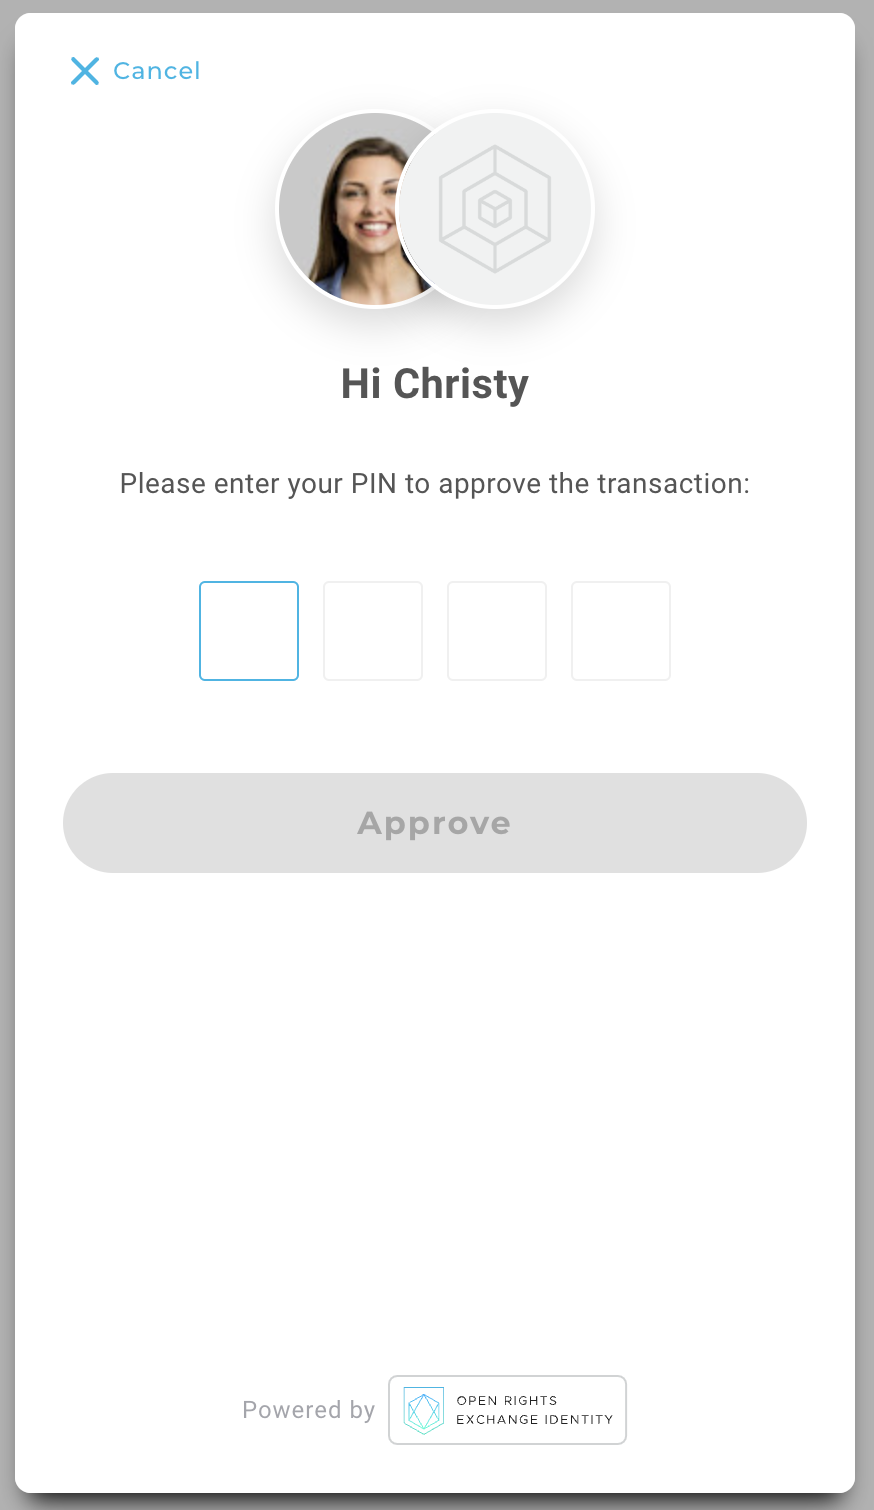 Cancel
Hi Christy
Please enter your PIN to approve the transaction:
Approve
Powered by
OPEN RIGHTS
EXCHANGE IDENTITY